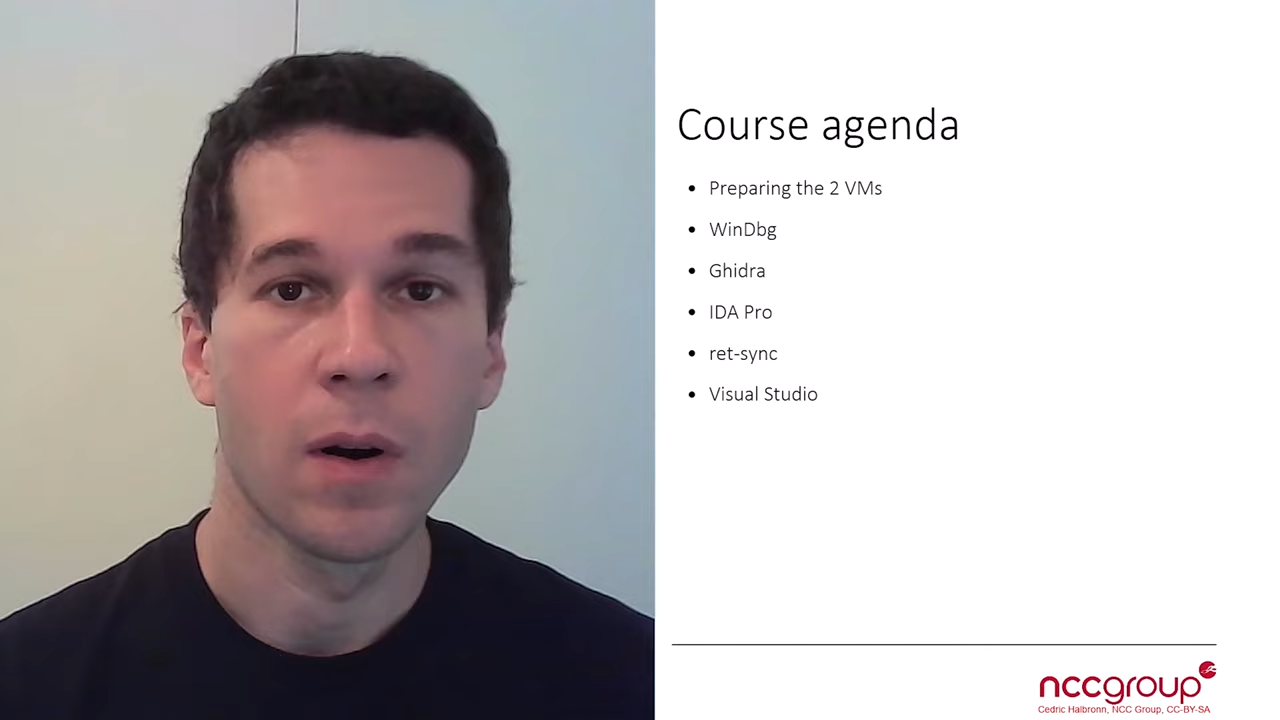 Course agenda
• Preparing the 2 VMs
• WinDbg
• Ghidra
• IDA Pro
• ret-sync
• Visual Studio
nccgroup
Cedric Halbronn, NCC Group, CC-BY-SA